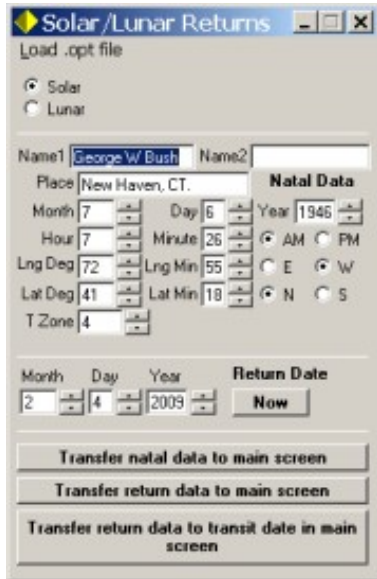 Solar/Lunar Returns
Load .opt file
Solar
Lunar
Name1 George W Bush Name2
Place New Haven, CT. Natal Data
Month 7 Day 6 Year 1946
Hour 7 Minute 26 AM PM
Lng Deg 72 Lng Min 55 E W
Lat Deg 41 Lat Min 18 N S
T Zone 4
Month Day Year Return Date
2 4 2009 Now
Transfer natal data to main screen
Transfer return data to main screen
Transfer return data to transit date in main
screen